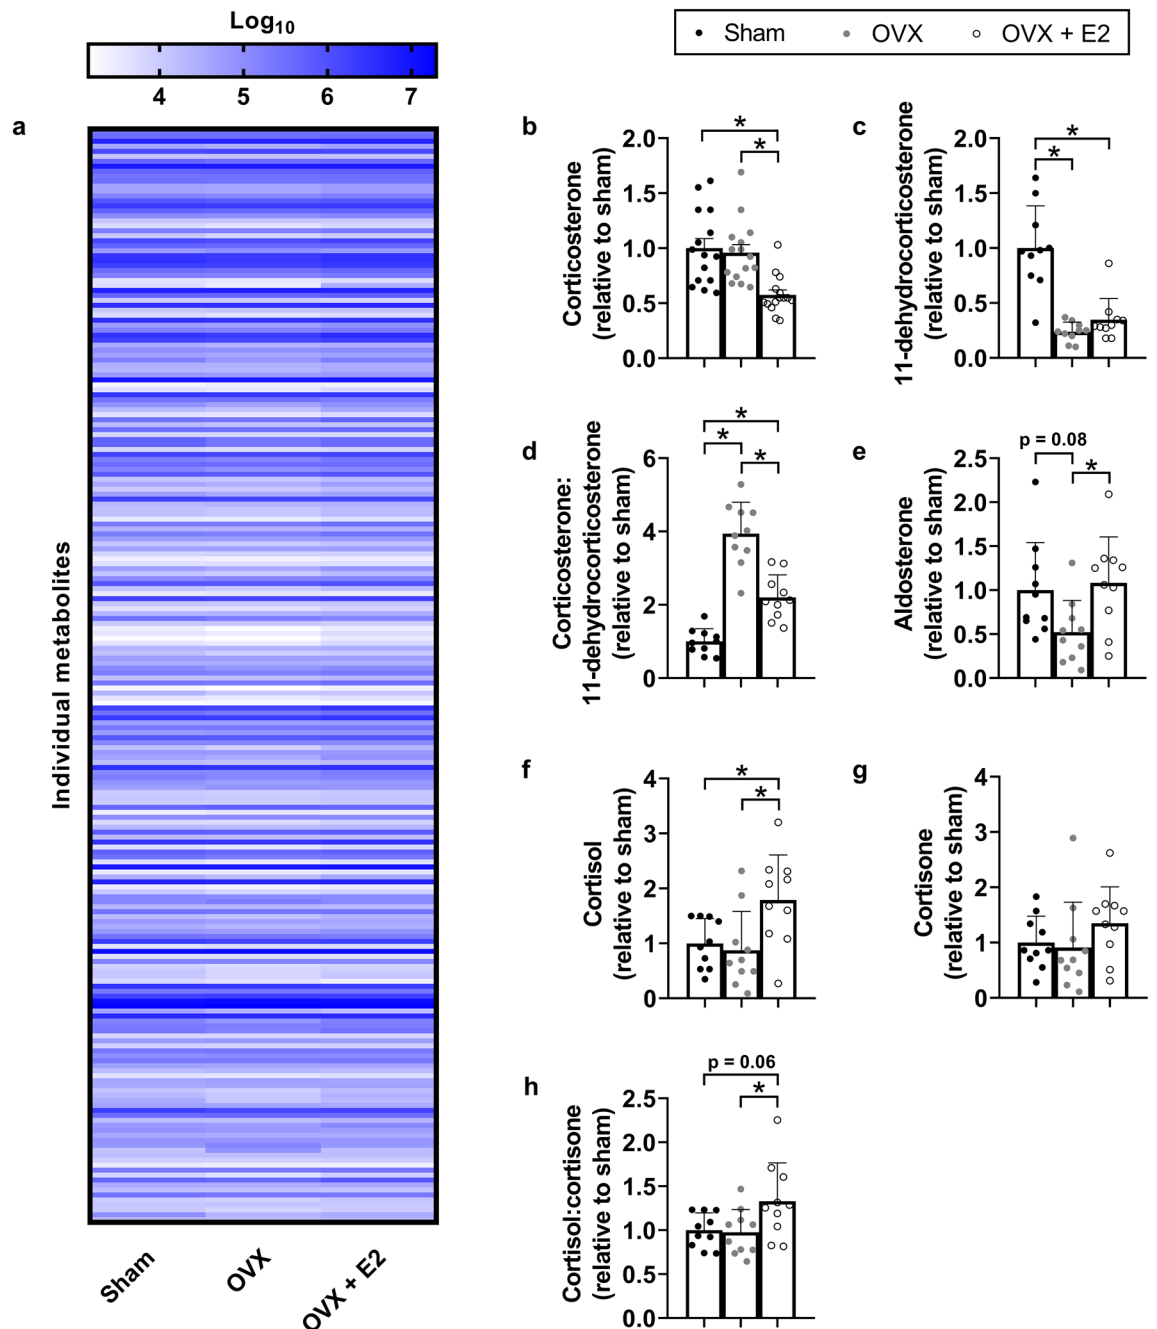 Log10
4 5 6 7
Sham OVX OVX + E2
a
Individual metabolites
Sham
OVX
OVX + E2
b
Corticosterone
(relative to sham)
2.0
1.5
1.0
0.5
0.0
*
*
c
11-dehydrocorticosterone
(relative to sham)
2.0
1.5
1.0
0.5
0.0
*
*
d
Corticosterone:
11-dehydrocorticosterone
(relative to sham)
6
4
2
0
*
*
*
e
Aldosterone
(relative to sham)
2.5
2.0
1.5
1.0
0.5
0.0
p = 0.08
*
f
Cortisol
(relative to sham)
4
3
2
1
0
*
*
g
Cortisone
(relative to sham)
4
3
2
1
0
h
Cortisol:cortisone
(relative to sham)
2.5
2.0
1.5
1.0
0.5
0.0
p = 0.06
*